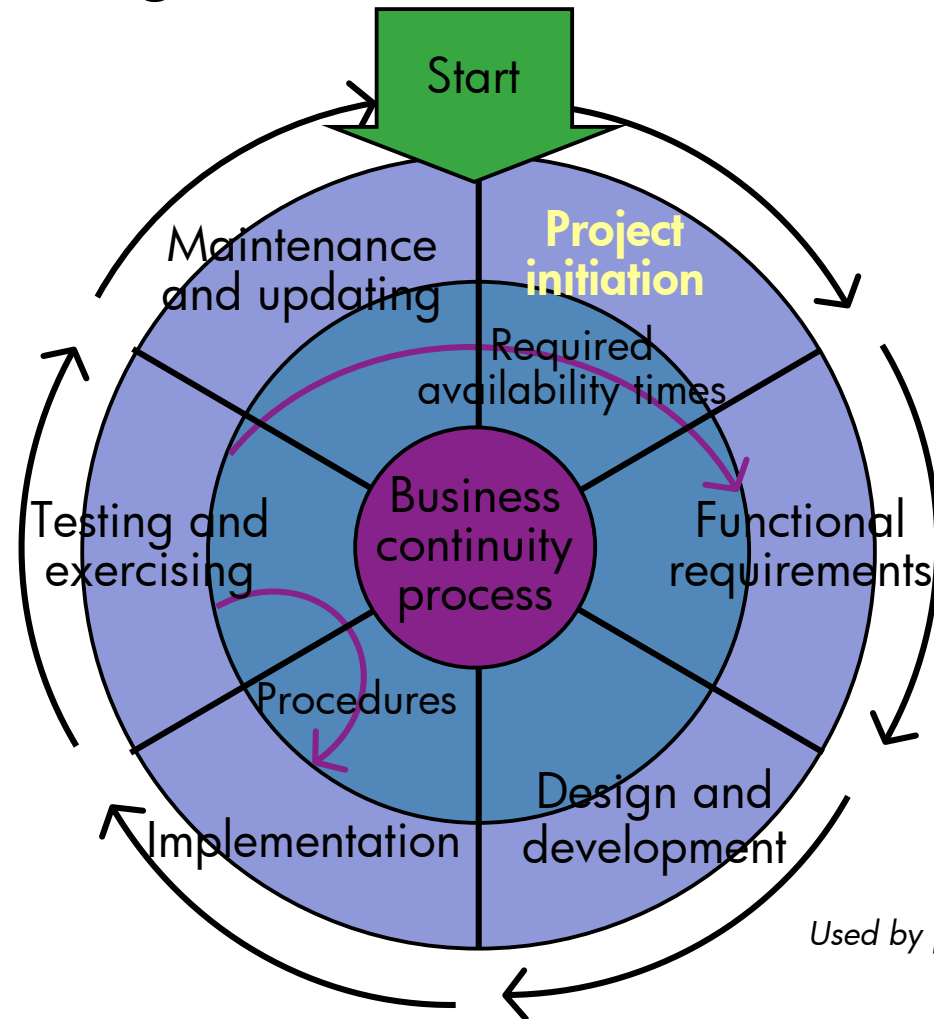 Start
Project
initiation
Maintenance
and updating
Required
availability times
Business
continuity
process
Functional
requirements
Testing and
exercising
Procedures
Design and
development
Implementation
Used by